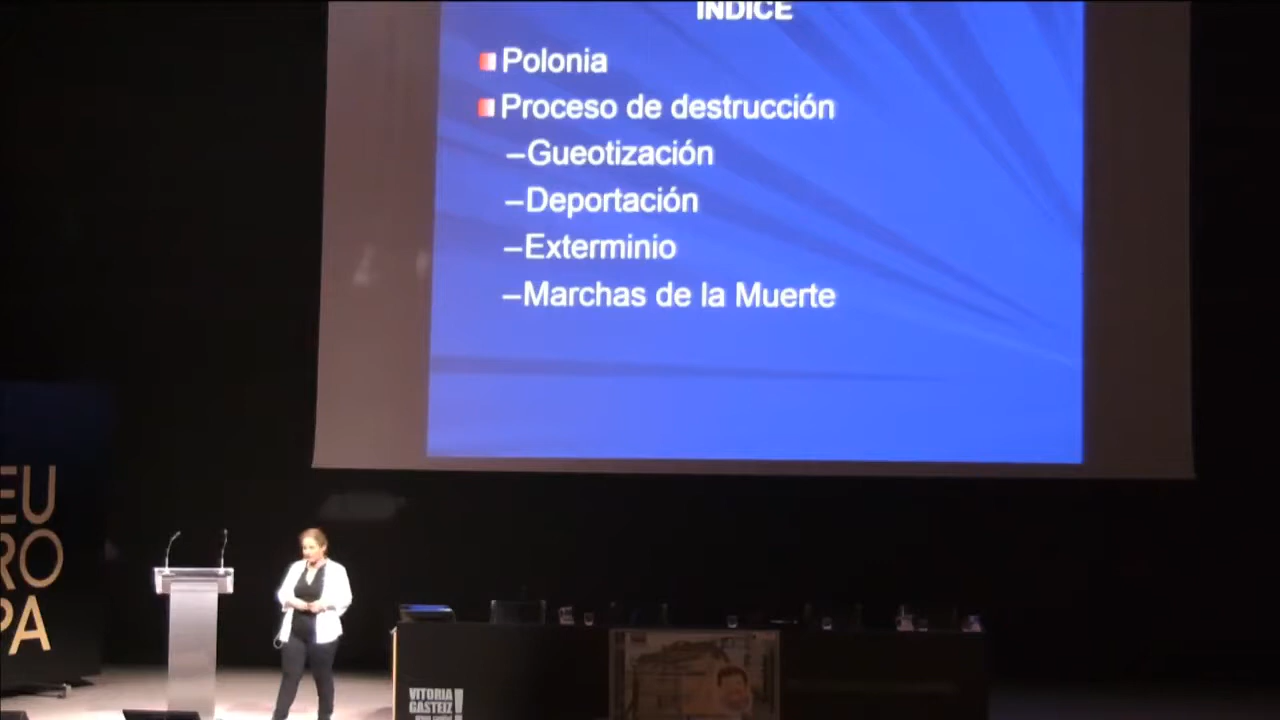 ÍNDICE
Polonia
Proceso de destrucción
–Gueotización
–Deportación
–Exterminio
–Marchas de la Muerte
EU
RO
PA
VITORIA
GASTEIZ